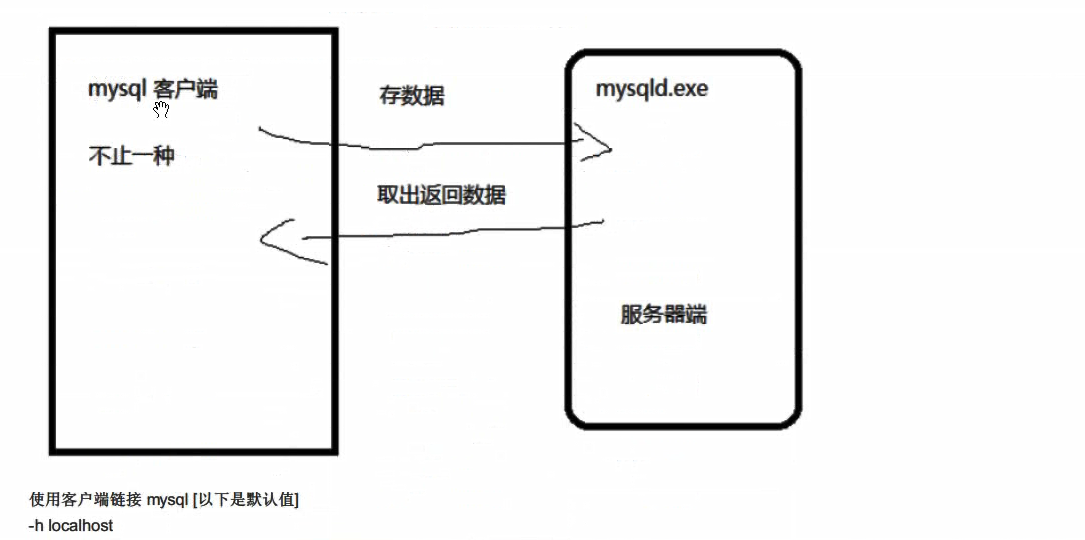 mysql 客户端
不止一种
存数据
取出返回数据
mysqld.exe
服务器端
使用客户端链接 mysql [以下是默认值]
-h localhost